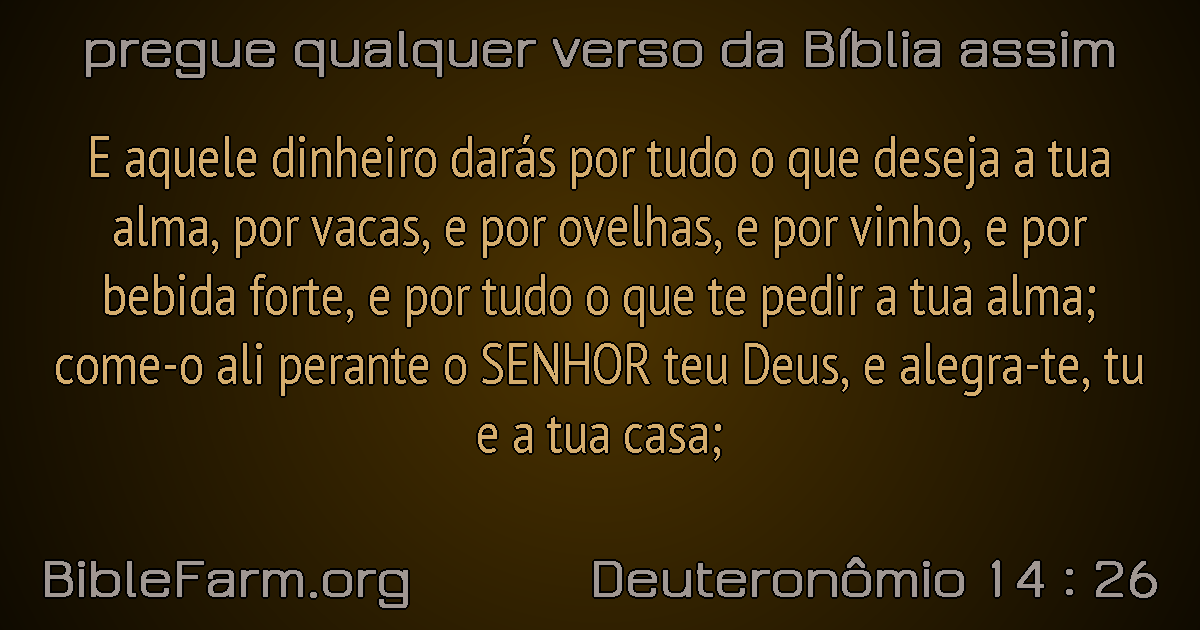 pregue qualquer verso da Bíblia assim
E aquele dinheiro darás por tudo o que deseja a tua
alma, por vacas, e por ovelhas, e por vinho, e por
bebida forte, e por tudo o que te pedir a tua alma;
come-o ali perante o SENHOR teu Deus, e alegra-te, tu
e a tua casa;
BibleFarm.org
Deuteronômio 14 : 26